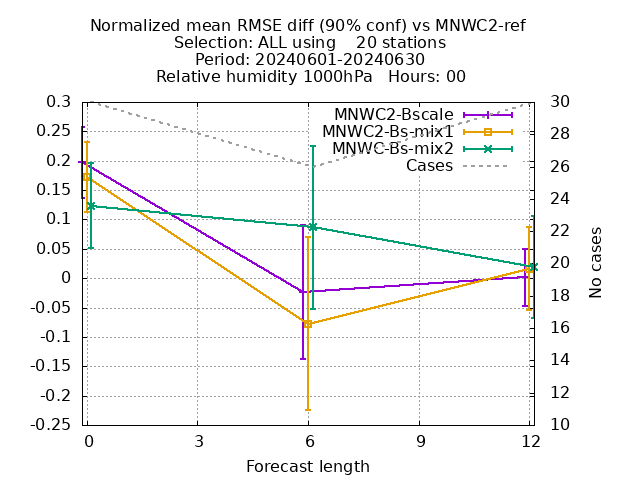 Normalized mean RMSE diff (90% conf) vs MNWC2-ref
Selection: ALL using    20 stations
Period: 20240601-20240630
Relative humidity 1000hPa   Hours: 00
MNWC2-Bscale
MNWC2-Bs-mix1
MNWC-Bs-mix2
Cases
0.3
0.25
0.2
0.15
0.1
0.05
0
-0.05
-0.1
-0.15
-0.2
-0.25
30
28
26
24
22
20
18
16
14
12
10
No cases
0
3
6
9
12
Forecast length